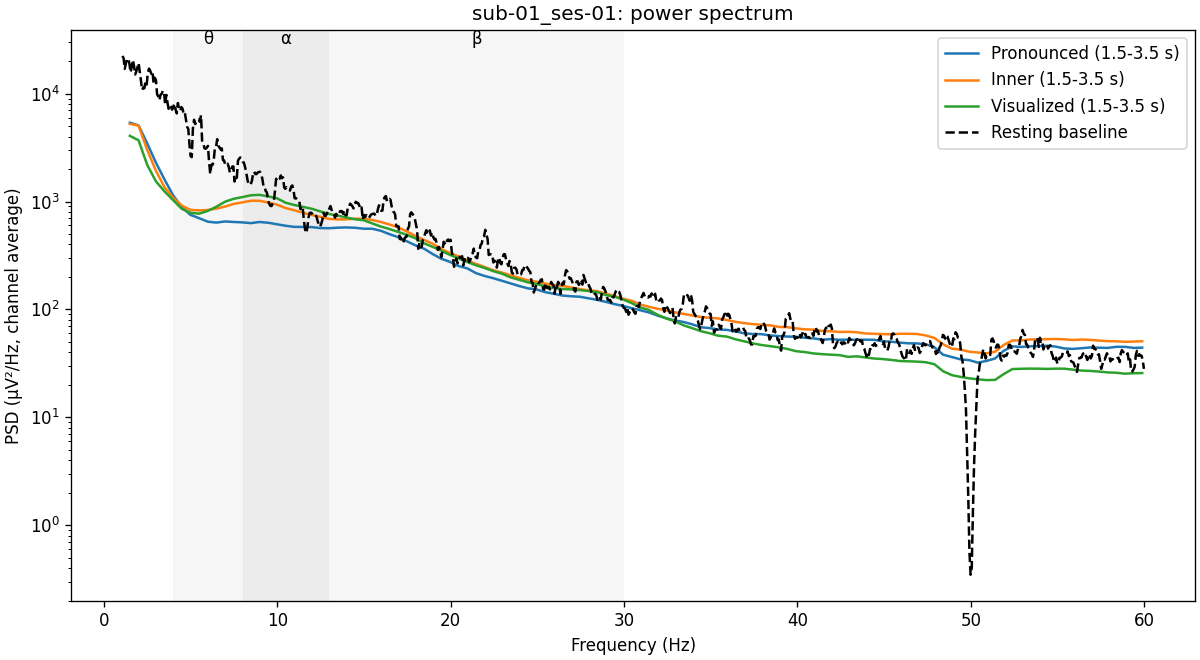 sub-01_ses-01: power spectrum
θ α β
Pronounced (1.5-3.5 s)
Inner (1.5-3.5 s)
Visualized (1.5-3.5 s)
Resting baseline
PSD (μV²/Hz, channel average)
10⁴
10³
10²
10¹
10⁰
0 10 20 30 40 50 60
Frequency (Hz)